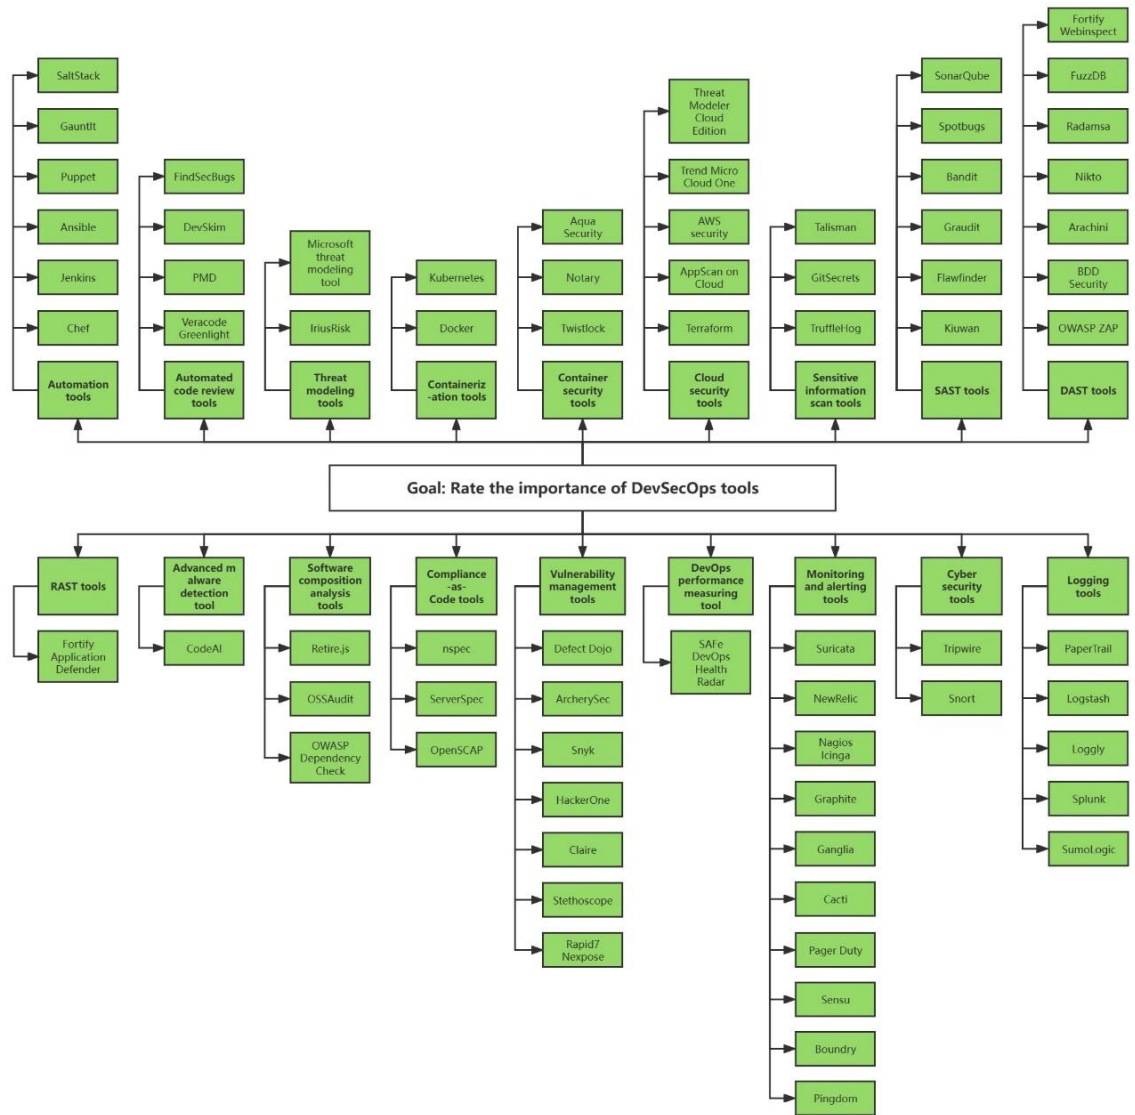 SaltStack
Gauntlt
Puppet
Ansible
Jenkins
Chef
Automation
tools
FindSecBugs
DevSkim
PMD
Veracode
Greenlight
Automated
code review
tools
Microsoft
threat
modeling
tool
IriusRisk
Threat
modeling
tools
Kubernetes
Docker
Containeriz
-ation tools
Aqua
Security
Notary
Twistlock
Container
security
tools
Threat
Modeler
Cloud
Edition
Trend Micro
Cloud One
AWS
security
AppScan on
Cloud
Terraform
Cloud
security
tools
Talisman
GitSecrets
TruffleHog
Sensitive
information
scan tools
SonarQube
Spotbugs
Bandit
Graudit
Flawfinder
Kiuwan
SAST tools
Fortify
Webinspect
FuzzDB
Radamsa
Nikto
Arachini
BDD
Security
OWASP ZAP
DAST tools
Goal: Rate the importance of DevSecOps tools
RAST tools
Fortify
Application
Defender
Advanced m
alware
detection
tool
CodeAI
Software
composition
analysis
tools
Retire.js
OSSAudit
OWASP
Dependency
Check
Compliance
-as-
Code tools
nspec
ServerSpec
OpenSCAP
Vulnerability
management
tools
Defect Dojo
ArcherySec
Snyk
HackerOne
Claire
Stethoscope
Rapid7
Nexpose
DevOps
performance
measuring
tool
SAFe
DevOps
Health
Radar
Monitoring
and alerting
tools
Suricata
NewRelic
Nagios
Icinga
Graphite
Ganglia
Cacti
Pager Duty
Sensu
Boundry
Pingdom
Cyber
security
tools
Tripwire
Snort
Logging
tools
PaperTrail
Logstash
Loggly
Splunk
SumoLogic